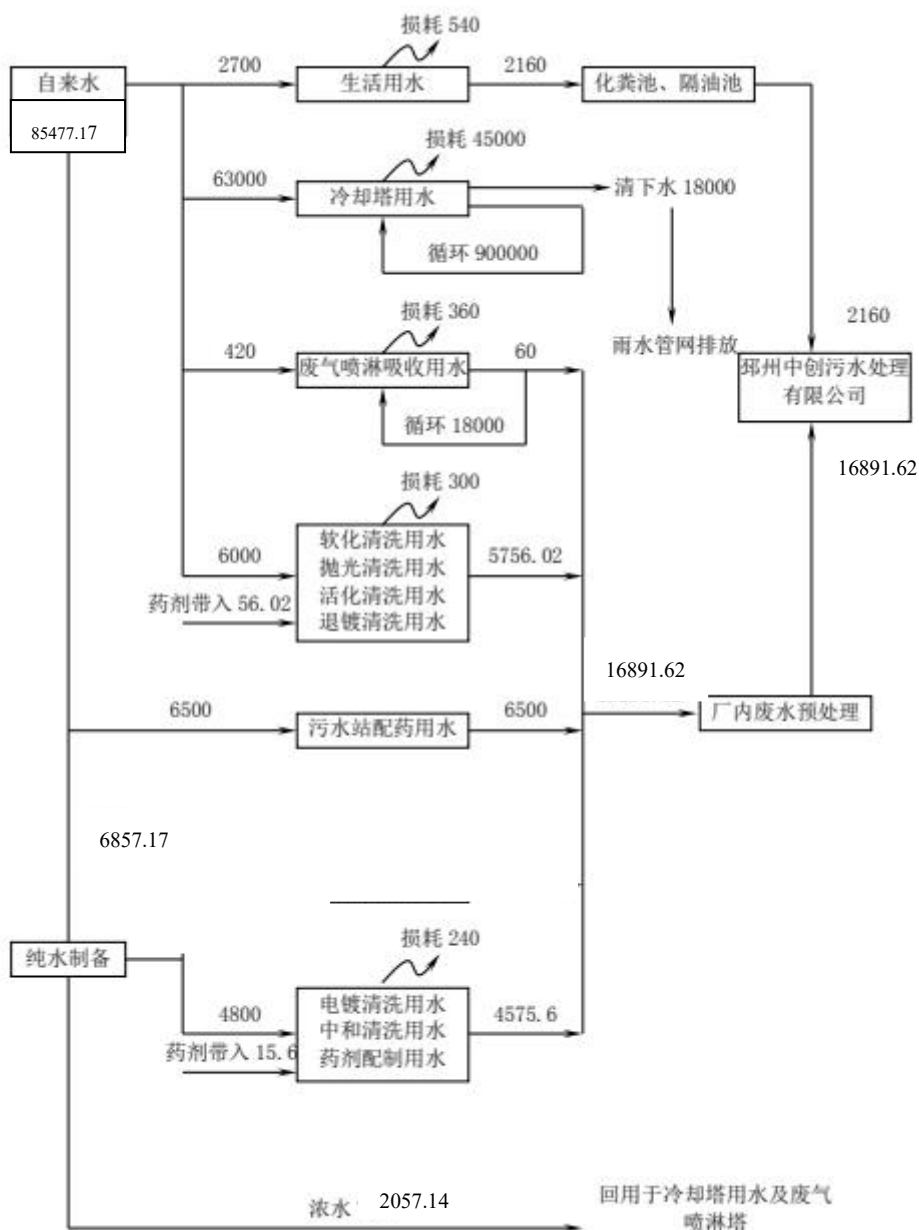 损耗 540
自来水
2700
生活用水
2160
化粪池、隔油池
85477.17
损耗 45000
63000
冷却塔用水
清下水 18000
循环 900000
损耗 360
420
废气喷淋吸收用水
60
雨水管网排放
2160
循环 18000
邳州中创污水处理
有限公司
16891.62
损耗 300
6000
软化清洗用水
抛光清洗用水
活化清洗用水
退镀清洗用水
5756.02
药剂带入 56.02
16891.62
6500
污水站配药用水
6500
厂内废水预处理
6857.17
损耗 240
纯水制备
4800
电镀清洗用水
中和清洗用水
药剂配制用水
4575.6
药剂带入 15.6
浓水
2057.14
回用于冷却塔用水及废气
喷淋塔